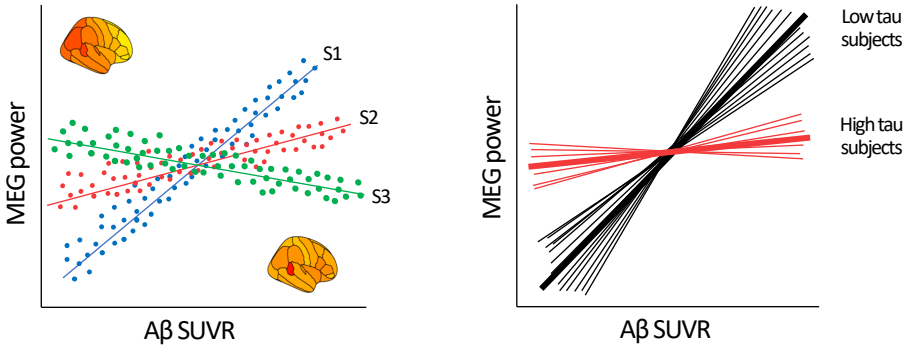 S1
S2
S3
MEG power
Aβ SUVR
Low tau
subjects
High tau
subjects
MEG power
Aβ SUVR